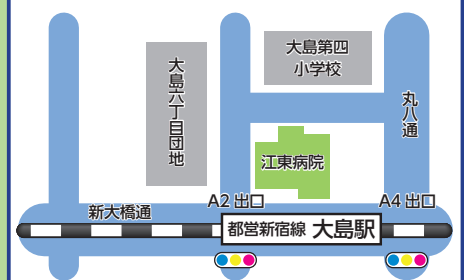 大島第四
小学校
大島六丁目団地
丸八通
江東病院
A2 出口
A4 出口
新大橋通
都営新宿線 大島駅